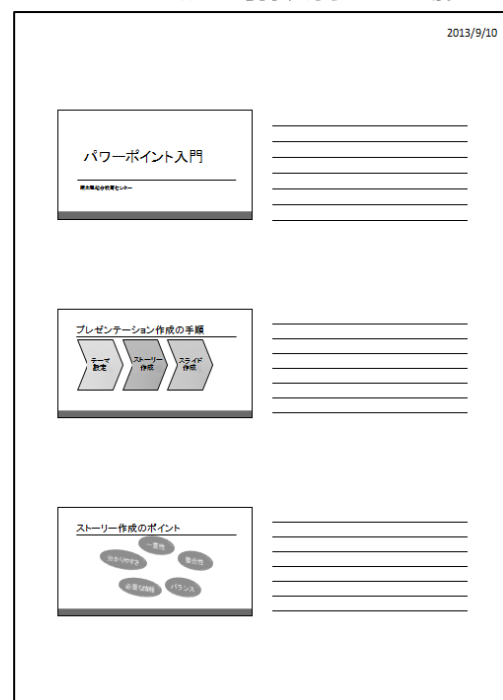 2013/9/10
パワーポイント入門
プレゼンテーション作成の手順
テーマ
設定
ストーリー
作成
スライド
作成
ストーリー作成のポイント
一貫性
分かりやすさ
整合性
必要な情報
バランス